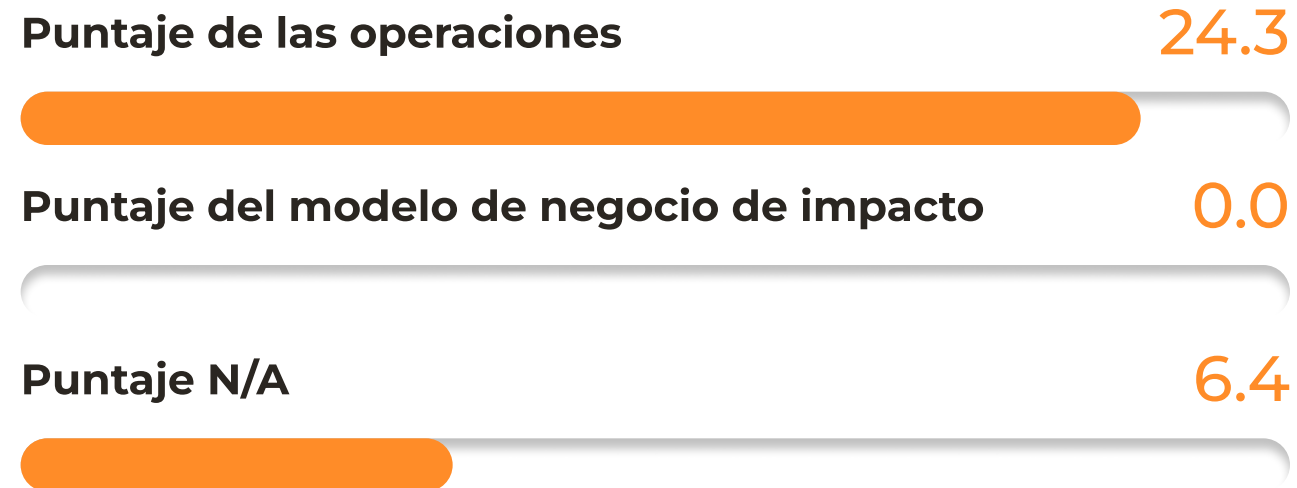 Puntaje de las operaciones 24.3
Puntaje del modelo de negocio de impacto 0.0
Puntaje N/A 6.4